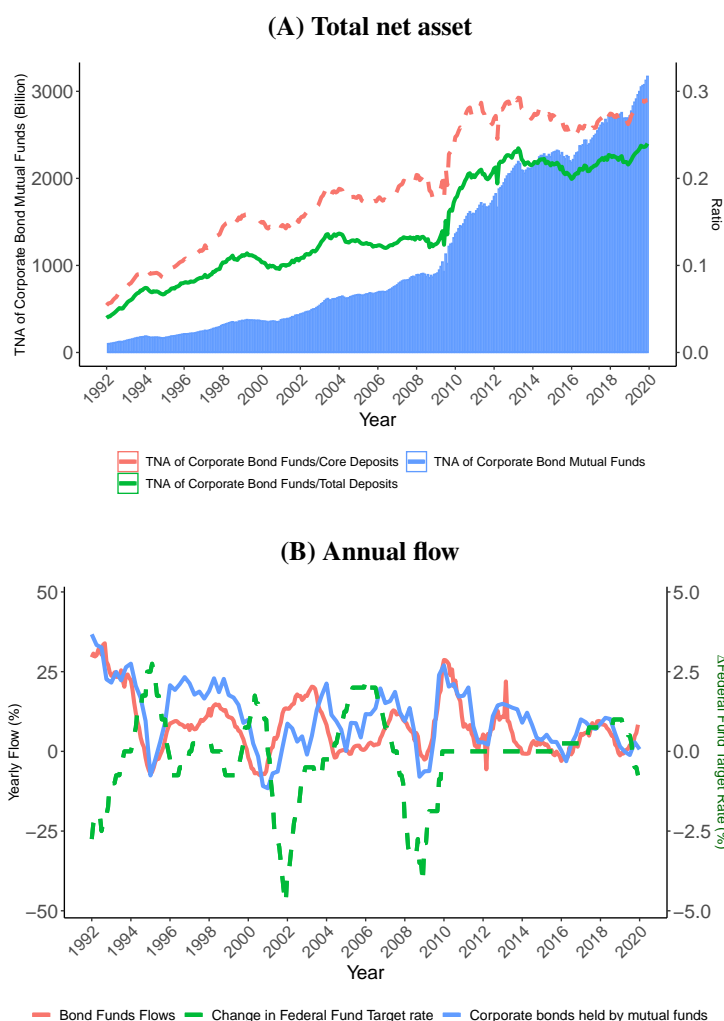 (A) Total net asset
TNA of Corporate Bond Mutual Funds (Billion)
3000
2000
1000
0
0.3
0.2
0.1
0.0
Ratio
1992 1994 1996 1998 2000 2002 2004 2006 2008 2010 2012 2014 2016 2018 2020
Year
TNA of Corporate Bond Funds/Core Deposits TNA of Corporate Bond Mutual Funds
TNA of Corporate Bond Funds/Total Deposits
(B) Annual flow
Yearly Flow (%)
50
25
0
−25
−50
5.0
2.5
0.0
−2.5
−5.0
ΔFederal Fund Target Rate (%)
1992 1994 1996 1998 2000 2002 2004 2006 2008 2010 2012 2014 2016 2018 2020
Year
Bond Funds Flows Change in Federal Fund Target rate Corporate bonds held by mutual funds